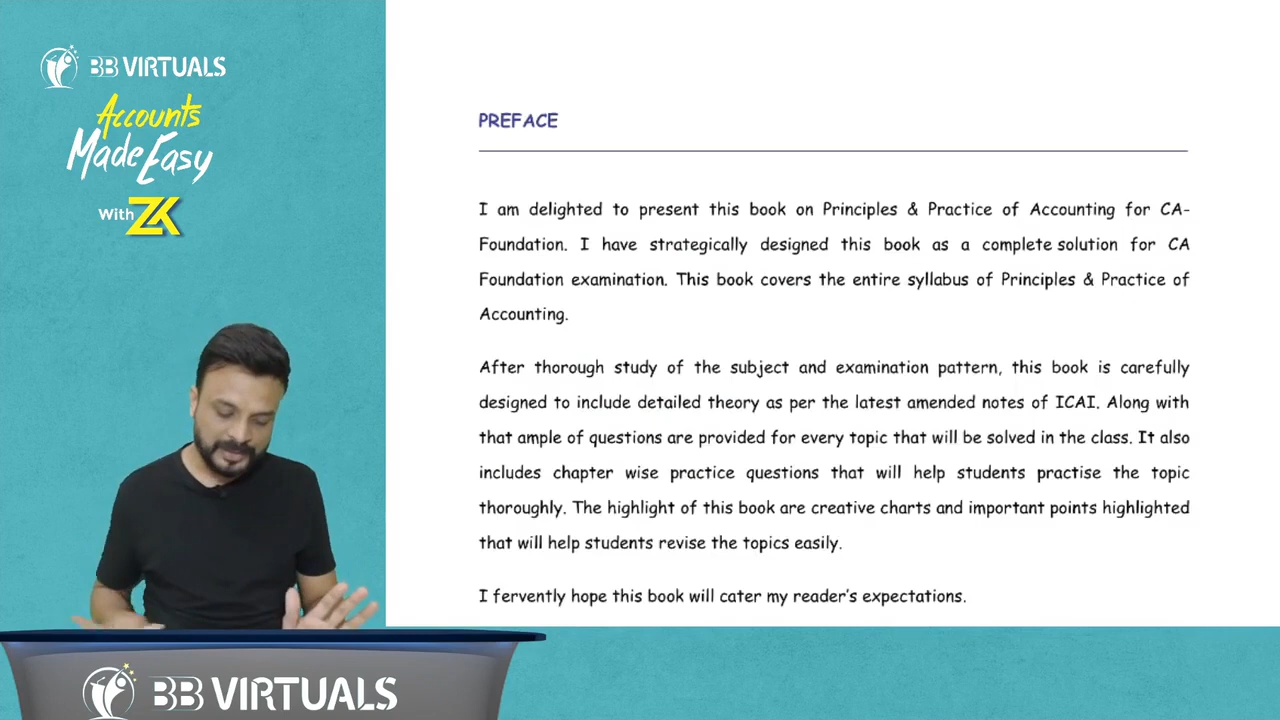 BB VIRTUALS
Accounts
Made Easy
With ZK
PREFACE
I am delighted to present this book on Principles & Practice of Accounting for CA-
Foundation. I have strategically designed this book as a complete solution for CA
Foundation examination. This book covers the entire syllabus of Principles & Practice of
Accounting.
After thorough study of the subject and examination pattern, this book is carefully
designed to include detailed theory as per the latest amended notes of ICAI. Along with
that ample of questions are provided for every topic that will be solved in the class. It also
includes chapter wise practice questions that will help students practise the topic
thoroughly. The highlight of this book are creative charts and important points highlighted
that will help students revise the topics easily.
I fervently hope this book will cater my reader's expectations.
BB VIRTUALS